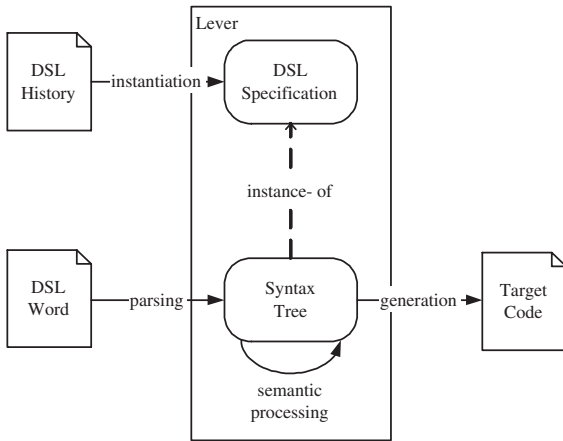 Lever
DSL
History
instantiation
DSL
Specification
instance- of
DSL
Word
parsing
Syntax
Tree
generation
Target
Code
semantic
processing